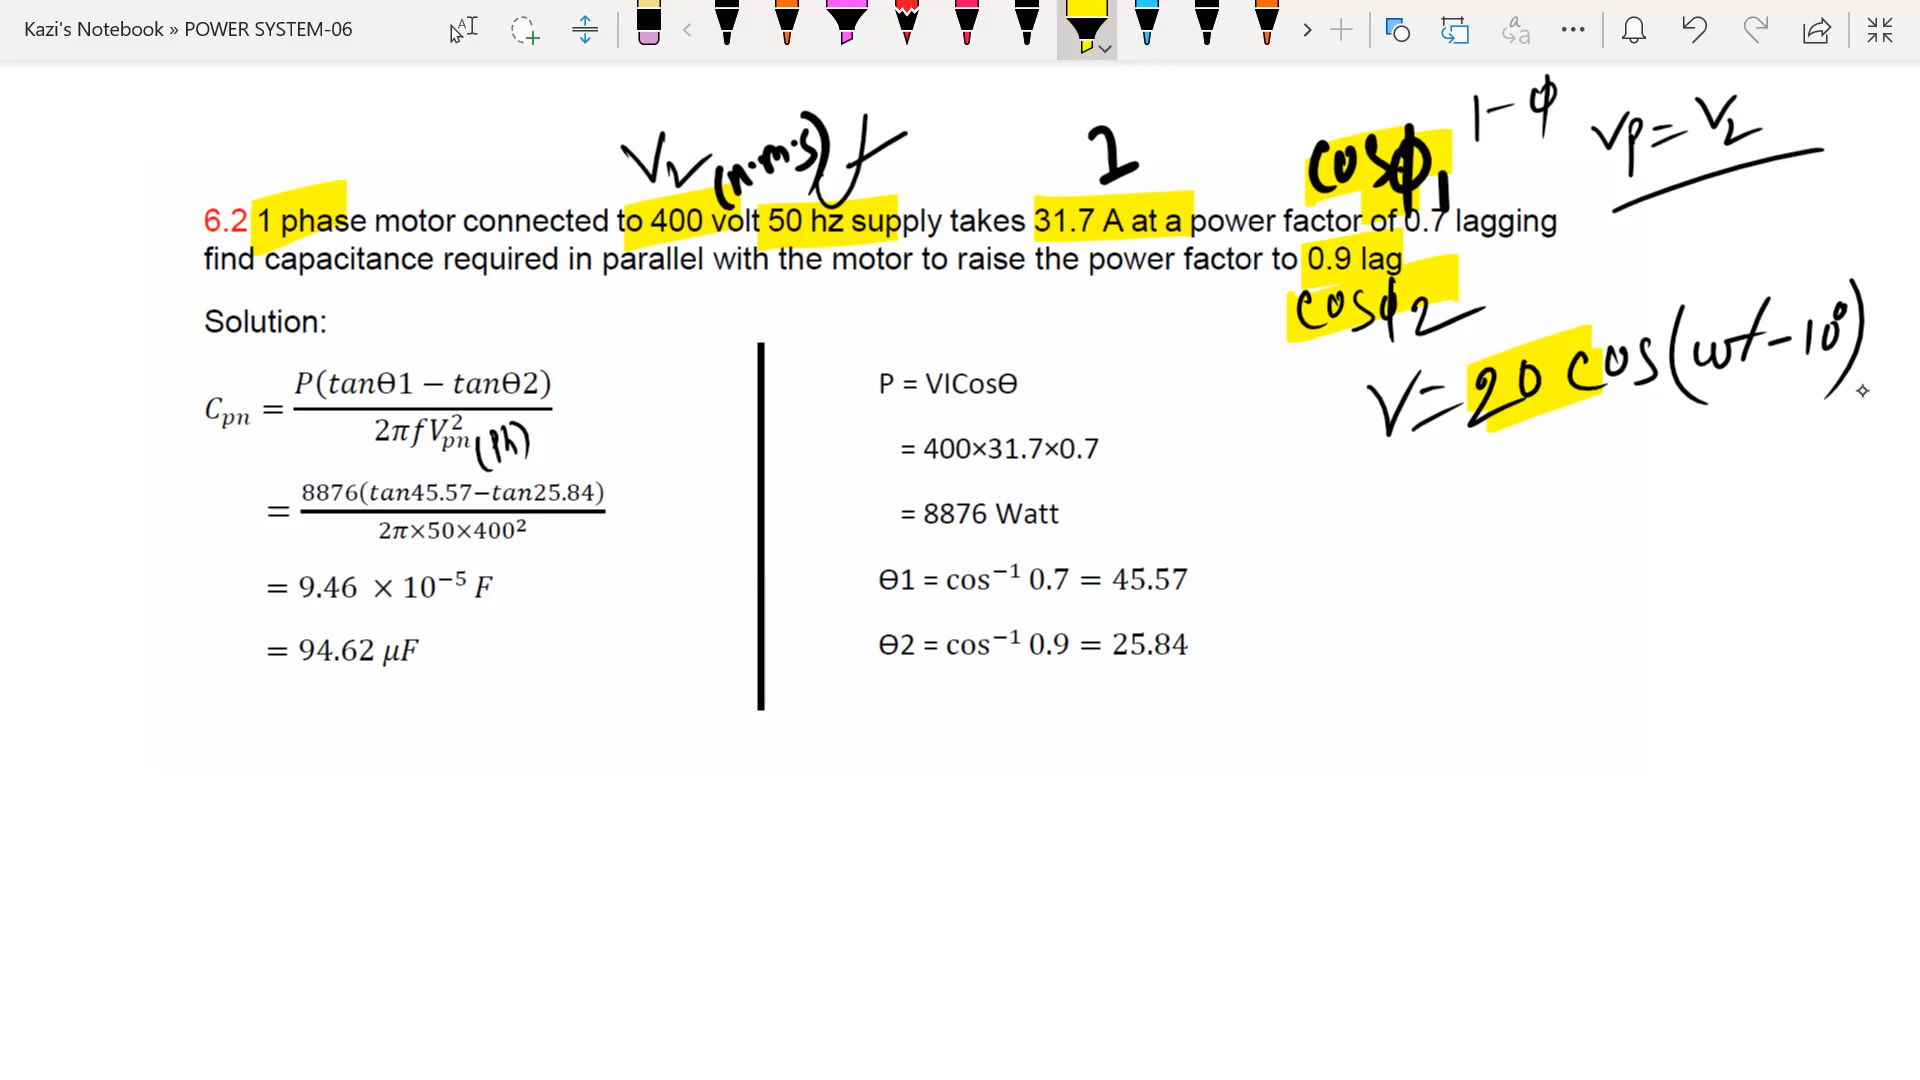 Kazi's Notebook » POWER SYSTEM-06
1-φ
VP = VL
(r.m.s) f
I
cosφ1
6.2 1 phase motor connected to 400 volt 50 hz supply takes 31.7 A at a power factor of 0.7 lagging
find capacitance required in parallel with the motor to raise the power factor to 0.9 lag
cosφ2
V = 20 cos(wt-10°)
Solution:
Cpn = P(tanΘ1 − tanΘ2) / 2πfV²pn (Ph)
= 8876(tan45.57−tan25.84) / 2π×50×400²
= 9.46 × 10⁻⁵ F
= 94.62 μF
P = VICosΘ
= 400×31.7×0.7
= 8876 Watt
Θ1 = cos⁻¹ 0.7 = 45.57
Θ2 = cos⁻¹ 0.9 = 25.84